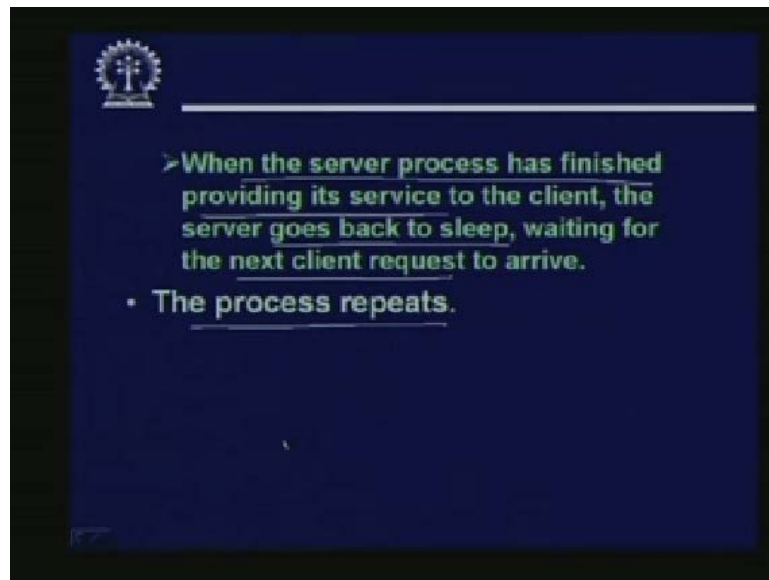 ➢When the server process has finished
providing its service to the client, the
server goes back to sleep, waiting for
the next client request to arrive.
• The process repeats.